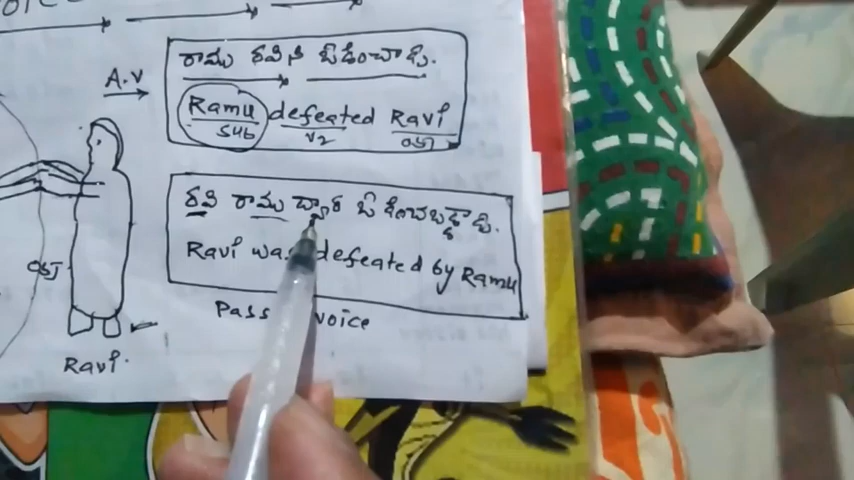 A.V
రాము రవిని ఓడించాడు.
Ramu defeated Ravi
Sub V2 obj
రవి రాము ద్వార ఓడించబడ్డాడు.
Ravi was defeated by Ramu
obj
voice
Ravi.